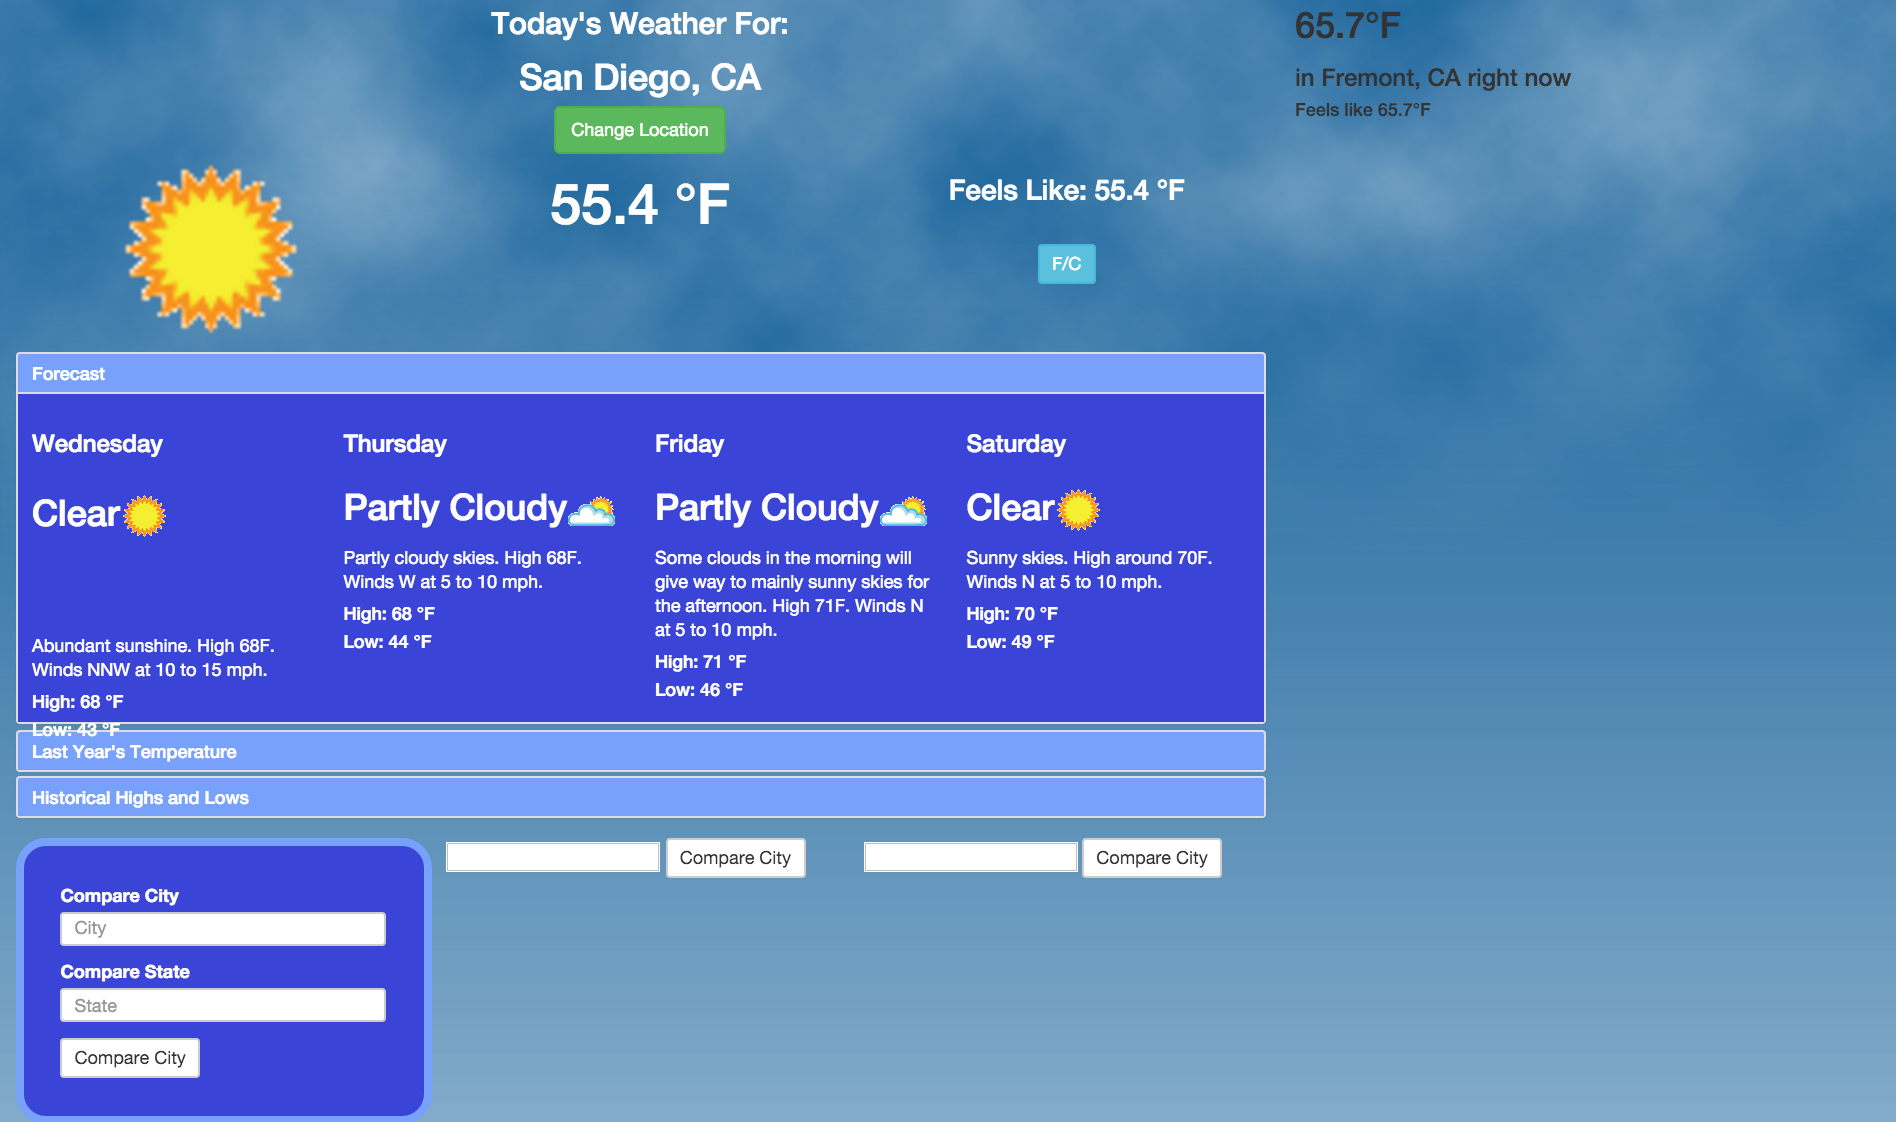 Today's Weather For:
San Diego, CA
Change Location
55.4 °F
Feels Like: 55.4 °F
F/C
65.7°F
in Fremont, CA right now
Feels like 65.7°F
Forecast
Wednesday
Clear
Abundant sunshine. High 68F.
Winds NNW at 10 to 15 mph.
High: 68 °F
Low: 43 °F
Thursday
Partly Cloudy
Partly cloudy skies. High 68F.
Winds W at 5 to 10 mph.
High: 68 °F
Low: 44 °F
Friday
Partly Cloudy
Some clouds in the morning will
give way to mainly sunny skies for
the afternoon. High 71F. Winds N
at 5 to 10 mph.
High: 71 °F
Low: 46 °F
Saturday
Clear
Sunny skies. High around 70F.
Winds N at 5 to 10 mph.
High: 70 °F
Low: 49 °F
Last Year's Temperature
Historical Highs and Lows
Compare City
City
Compare State
State
Compare City
Compare City
Compare City